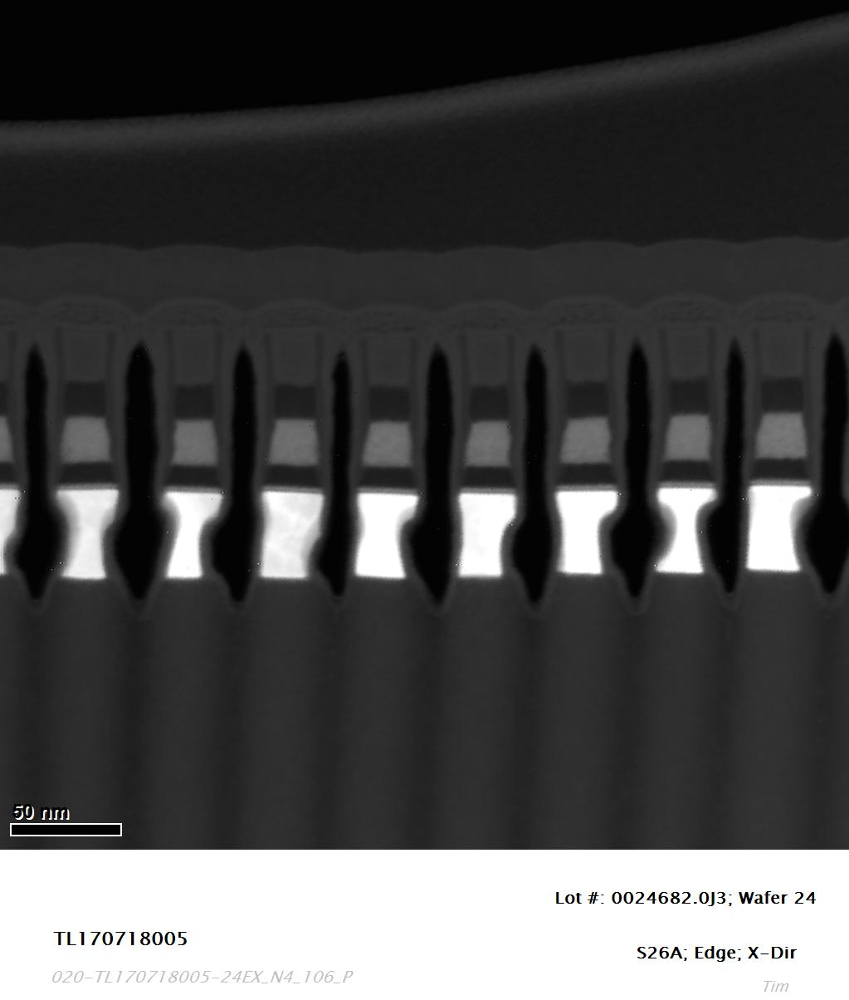 50 nm
Lot #: 0024682.0J3; Wafer 24
TL170718005
S26A; Edge; X-Dir
020-TL170718005-24EX_N4_106_P
Tim